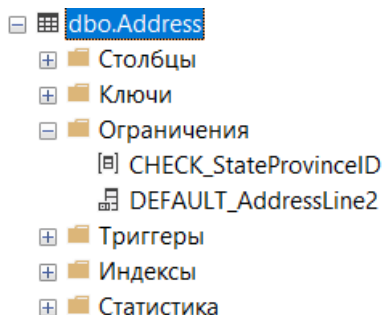 dbo.Address
Столбцы
Ключи
Ограничения
CHECK_StateProvinceID
DEFAULT_AddressLine2
Триггеры
Индексы
Статистика